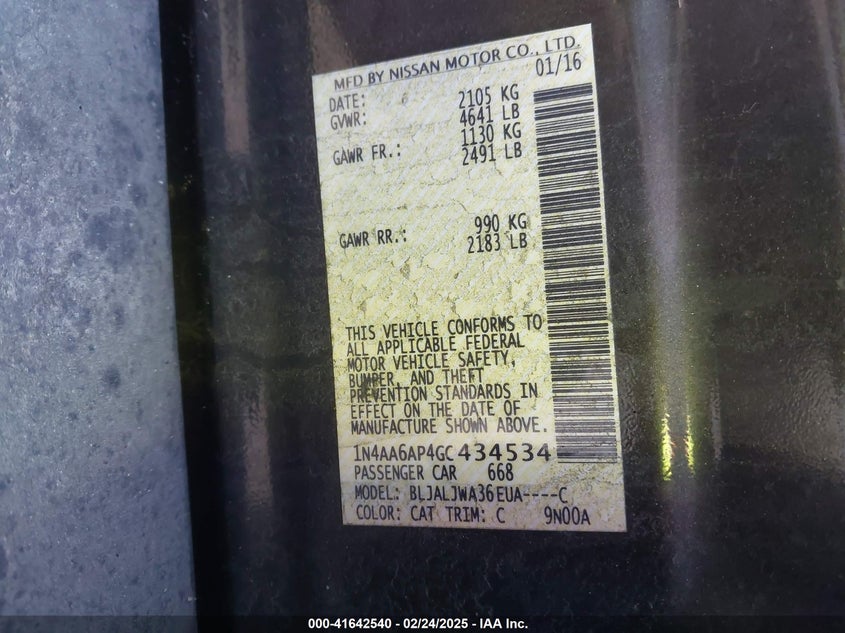 MFD BY NISSAN MOTOR CO., LTD.
DATE: 01/16
GVWR: 2105 KG
4641 LB
GAWR FR.: 1130 KG
2491 LB
GAWR RR.: 990 KG
2183 LB
THIS VEHICLE CONFORMS TO
ALL APPLICABLE FEDERAL
MOTOR VEHICLE SAFETY,
BUMPER, AND THEFT
PREVENTION STANDARDS IN
EFFECT ON THE DATE OF
MANUFACTURE SHOWN ABOVE.
1N4AA6AP4GC434534
PASSENGER CAR 668
MODEL: BLJALJWA36EUA----C
COLOR: CAT TRIM: C 9N00A
000-41642540 - 02/24/2025 - IAA Inc.